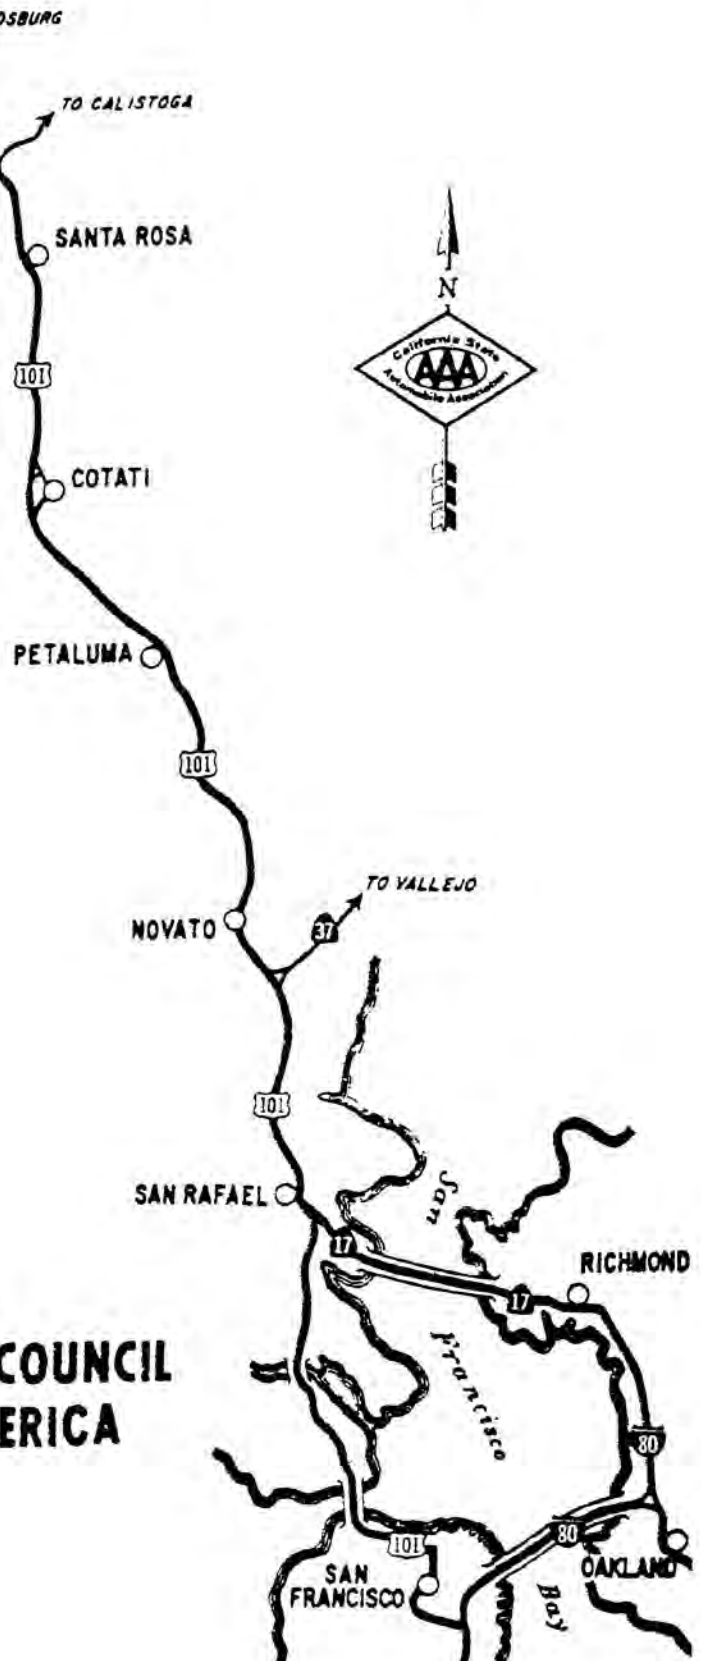 OSBURG
TO CALISTOGA
SANTA ROSA
N
California State
AAA
Automobile Association
101
COTATI
PETALUMA
101
TO VALLEJO
37
NOVATO
101
SAN RAFAEL
San
17
RICHMOND
17
COUNCIL
ERICA
Francisco
80
80
101
OAKLAND
SAN
FRANCISCO
Bay